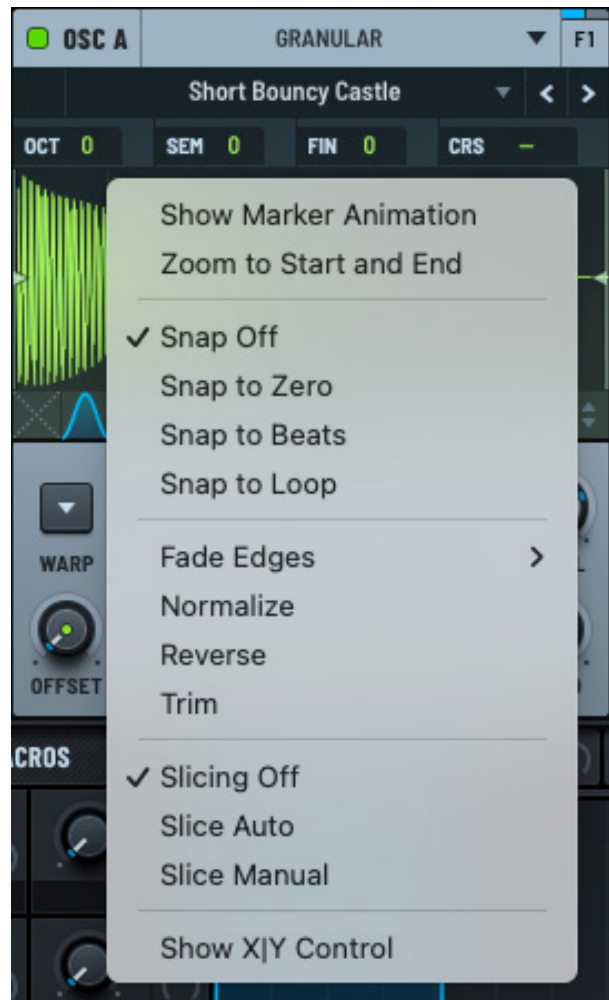 OSC A GRANULAR F1
Short Bouncy Castle
OCT 0 SEM 0 FIN 0 CRS –
Show Marker Animation
Zoom to Start and End
Snap Off
Snap to Zero
Snap to Beats
Snap to Loop
WARP
Fade Edges
Normalize
Reverse
OFFSET
Trim
CROS
Slicing Off
Slice Auto
Slice Manual
Show X|Y Control